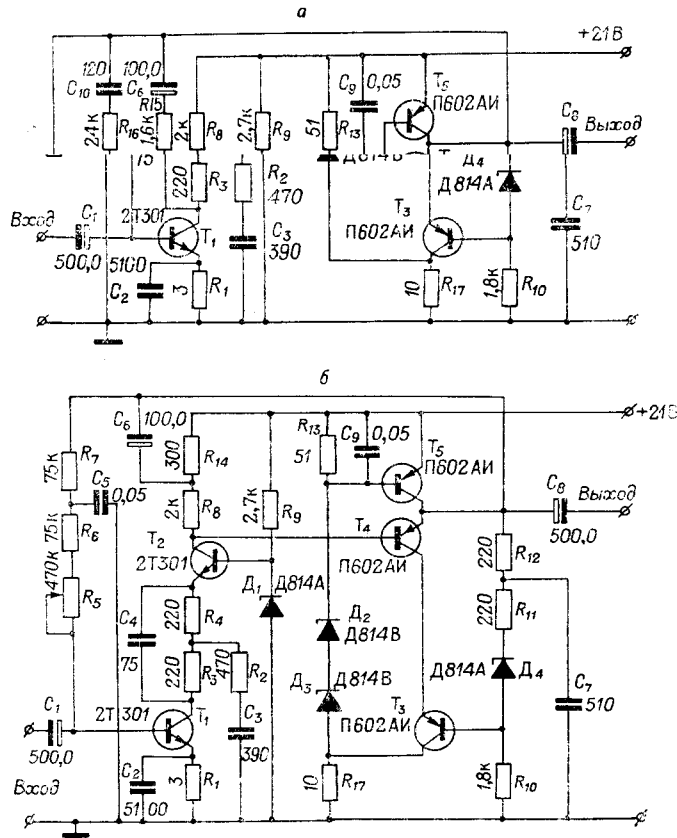 а
+21В
120
100,0
C10
C6
C9
0,05
T5
П602АИ
R15
24к
R16
1,6к
2к
R8
2,7к
R9
51
R13
C8
Выход
75
220
R3
R2
470
Д4
Д814А
Вход
C1
2Т301
T1
T3
П602АИ
C7
510
500,0
5100
C3
390
C2
3
R1
10
R17
1,8к
R10
б
+21В
C6
100,0
R13
51
C9
0,05
T5
П602АИ
75к
R7
300
R14
C5
0,05
2к
R8
2,7к
R9
C8
Выход
500,0
75к
R6
T2
2Т301
T4
П602АИ
220
R12
470к
R5
Д1
Д814А
220
R11
C4
75
220
R4
Д2
Д814В
220
R3
470
R2
Д3
Д814В
Д814А
Д4
C7
510
C1
500,0
2Т301
T1
C3
390
T3
П602АИ
Вход
C2
5100
3
R1
10
R17
1,8к
R10